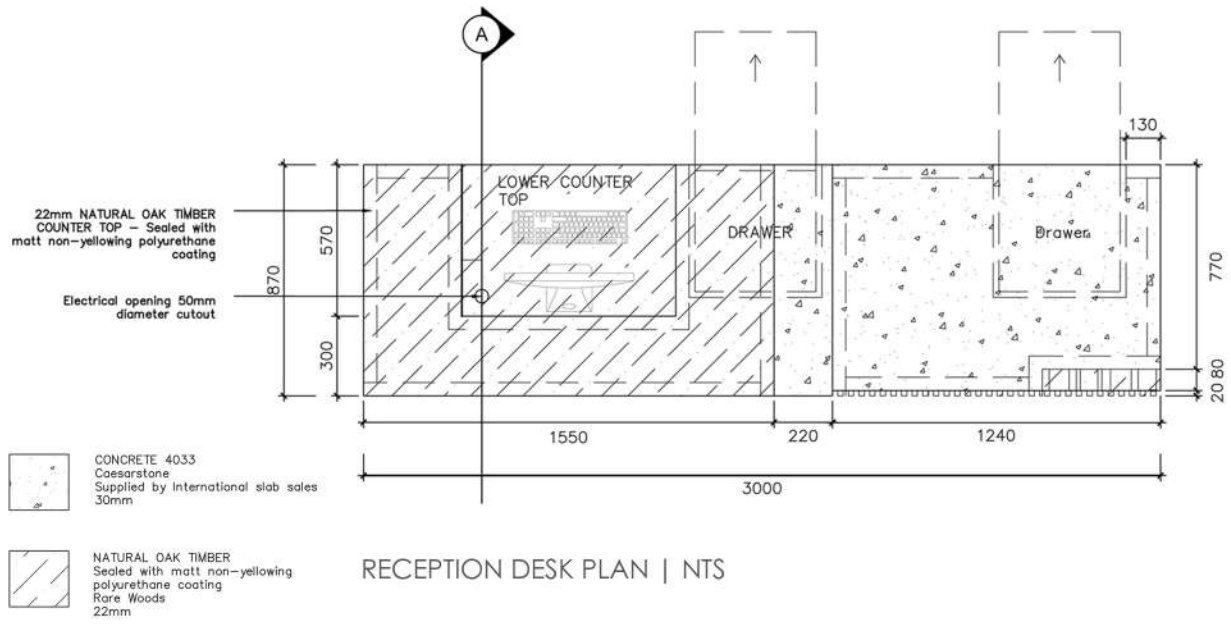 A
130
LOWER COUNTER
TOP
22mm NATURAL OAK TIMBER
COUNTER TOP – Sealed with
matt non–yellowing polyurethane
coating
DRAWER
Drawer
570
870
770
Electrical opening 50mm
diameter cutout
300
80
20
1550
220
1240
3000
CONCRETE 4033
Caesarstone
Supplied by International slab sales
30mm
NATURAL OAK TIMBER
Sealed with matt non–yellowing
polyurethane coating
Rare Woods
22mm
RECEPTION DESK PLAN | NTS